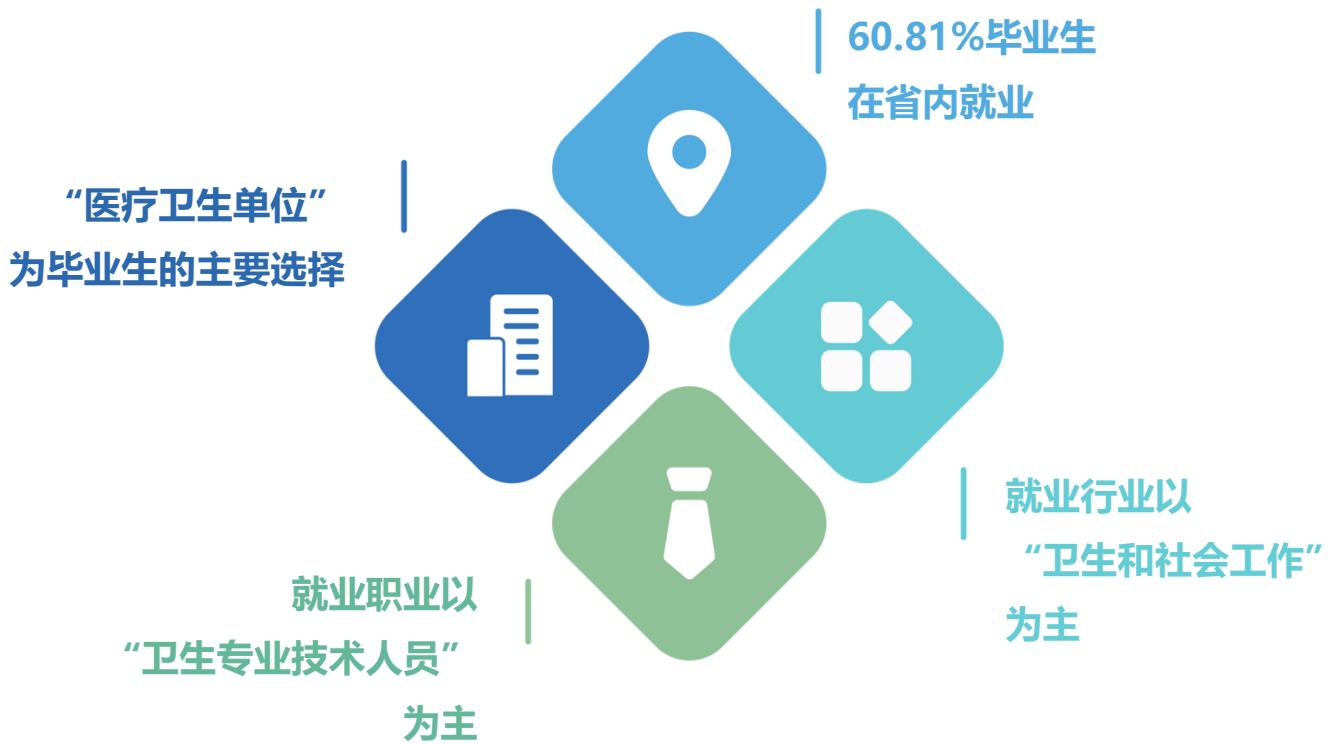 60.81%毕业生
在省内就业
“医疗卫生单位”
为毕业生的主要选择
就业行业以
“卫生和社会工作”
为主
就业职业以
“卫生专业技术人员”
为主